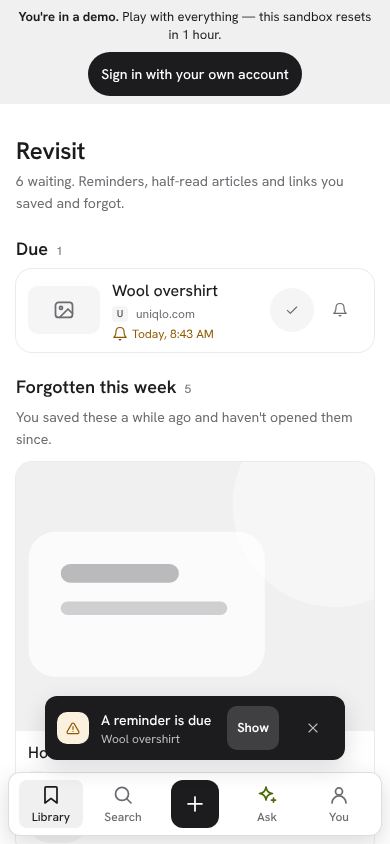 You're in a demo. Play with everything — this sandbox resets
in 1 hour.
Sign in with your own account
Revisit
6 waiting. Reminders, half-read articles and links you
saved and forgot.
Due 1
Wool overshirt
U uniqlo.com
Today, 8:43 AM
Forgotten this week 5
You saved these a while ago and haven't opened them
since.
A reminder is due
Wool overshirt
Show
Library
Search
Ask
You